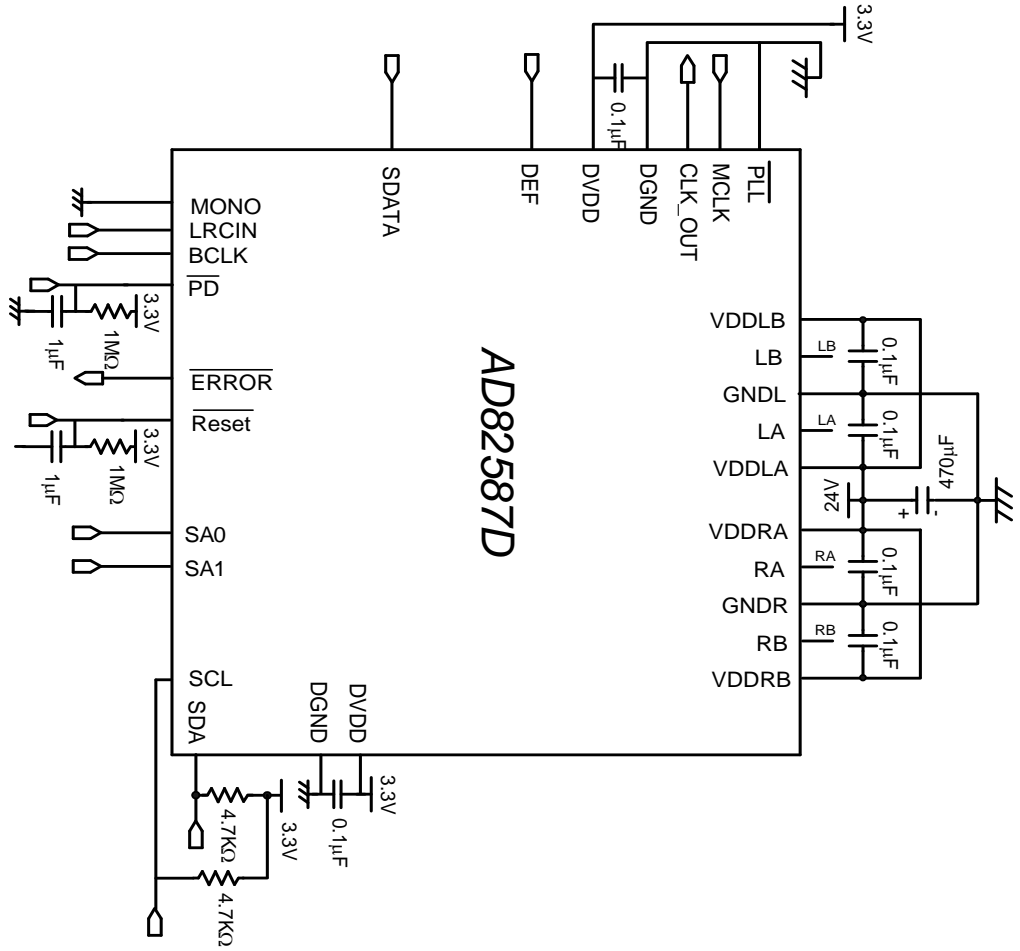 3.3V
0.1μF
SDATA
DEF
DVDD
DGND
CLK_OUT
MCLK
PLL
MONO
LRCIN
BCLK
PD
3.3V
1MΩ
1μF
ERROR
Reset
3.3V
1MΩ
1μF
SA0
SA1
SCL
SDA
DGND
DVDD
AD82587D
VDDLB
LB
LB
0.1μF
GNDL
LA
LA
0.1μF
VDDLA
24V
+
-
470μF
VDDRA
RA
RA
0.1μF
GNDR
RB
RB
0.1μF
VDDRB
4.7KΩ
3.3V
4.7KΩ
0.1μF
3.3V